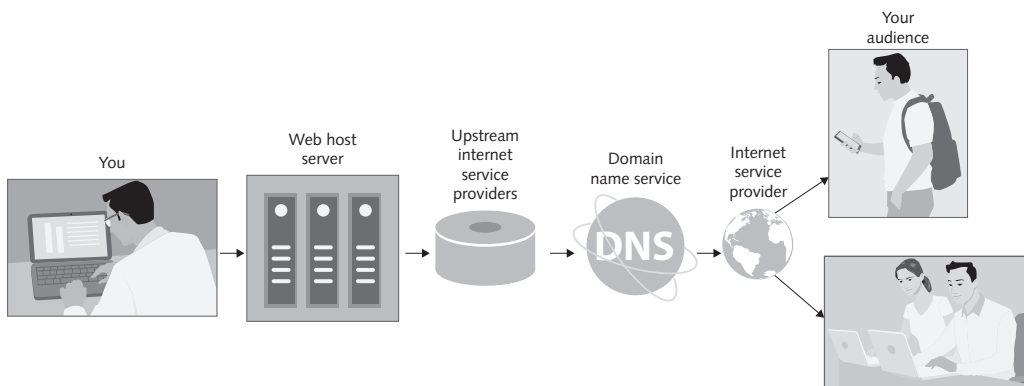 You
Web host
server
Upstream
internet
service
providers
Domain
name service
DNS
Internet
service
provider
Your
audience